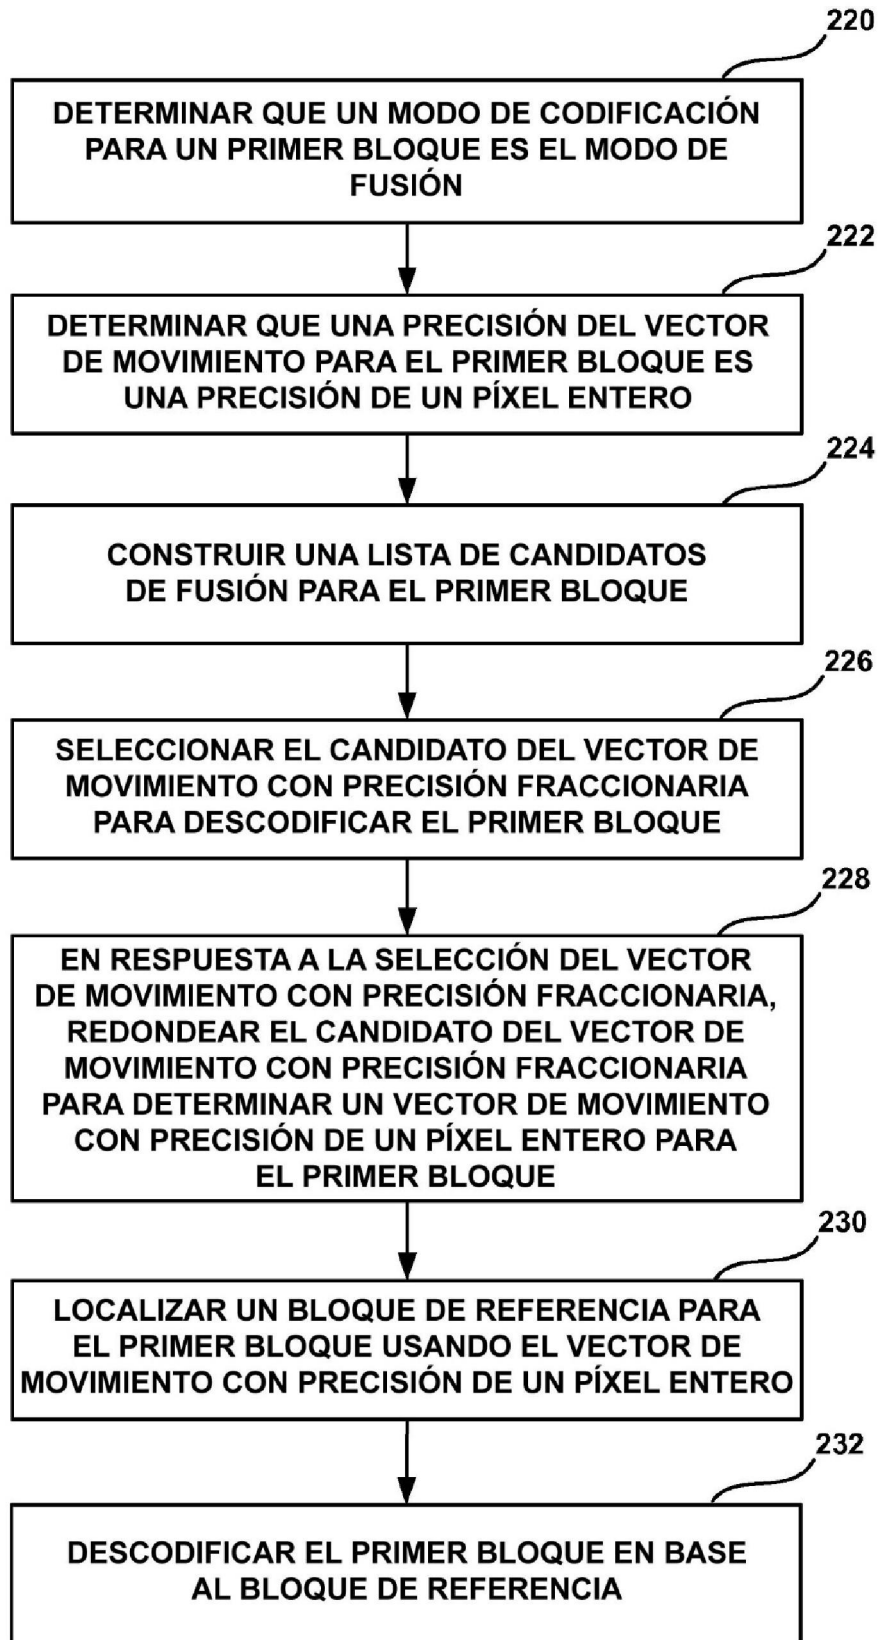 220
DETERMINAR QUE UN MODO DE CODIFICACIÓN
PARA UN PRIMER BLOQUE ES EL MODO DE
FUSIÓN
222
DETERMINAR QUE UNA PRECISIÓN DEL VECTOR
DE MOVIMIENTO PARA EL PRIMER BLOQUE ES
UNA PRECISIÓN DE UN PÍXEL ENTERO
224
CONSTRUIR UNA LISTA DE CANDIDATOS
DE FUSIÓN PARA EL PRIMER BLOQUE
226
SELECCIONAR EL CANDIDATO DEL VECTOR DE
MOVIMIENTO CON PRECISIÓN FRACCIONARIA
PARA DESCODIFICAR EL PRIMER BLOQUE
228
EN RESPUESTA A LA SELECCIÓN DEL VECTOR
DE MOVIMIENTO CON PRECISIÓN FRACCIONARIA,
REDONDEAR EL CANDIDATO DEL VECTOR DE
MOVIMIENTO CON PRECISIÓN FRACCIONARIA
PARA DETERMINAR UN VECTOR DE MOVIMIENTO
CON PRECISIÓN DE UN PÍXEL ENTERO PARA
EL PRIMER BLOQUE
230
LOCALIZAR UN BLOQUE DE REFERENCIA PARA
EL PRIMER BLOQUE USANDO EL VECTOR DE
MOVIMIENTO CON PRECISIÓN DE UN PÍXEL ENTERO
232
DESCODIFICAR EL PRIMER BLOQUE EN BASE
AL BLOQUE DE REFERENCIA